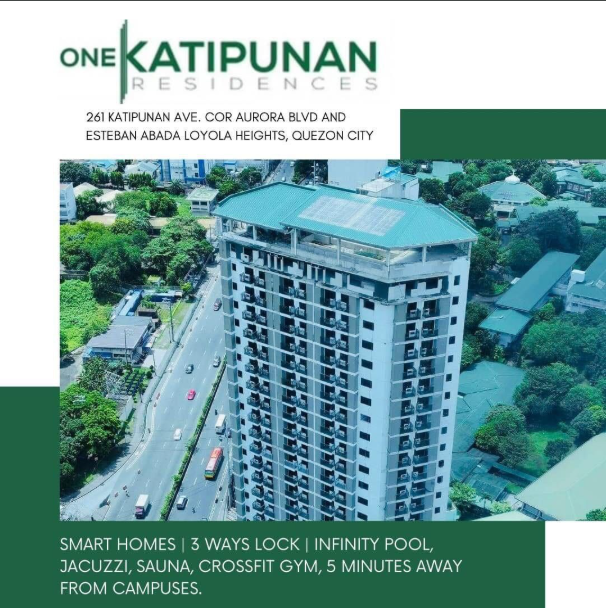 ONE KATIPUNAN
RESIDENCES
261 KATIPUNAN AVE. COR AURORA BLVD AND
ESTEBAN ABADA LOYOLA HEIGHTS, QUEZON CITY
SMART HOMES | 3 WAYS LOCK | INFINITY POOL,
JACUZZI, SAUNA, CROSSFIT GYM, 5 MINUTES AWAY
FROM CAMPUSES.